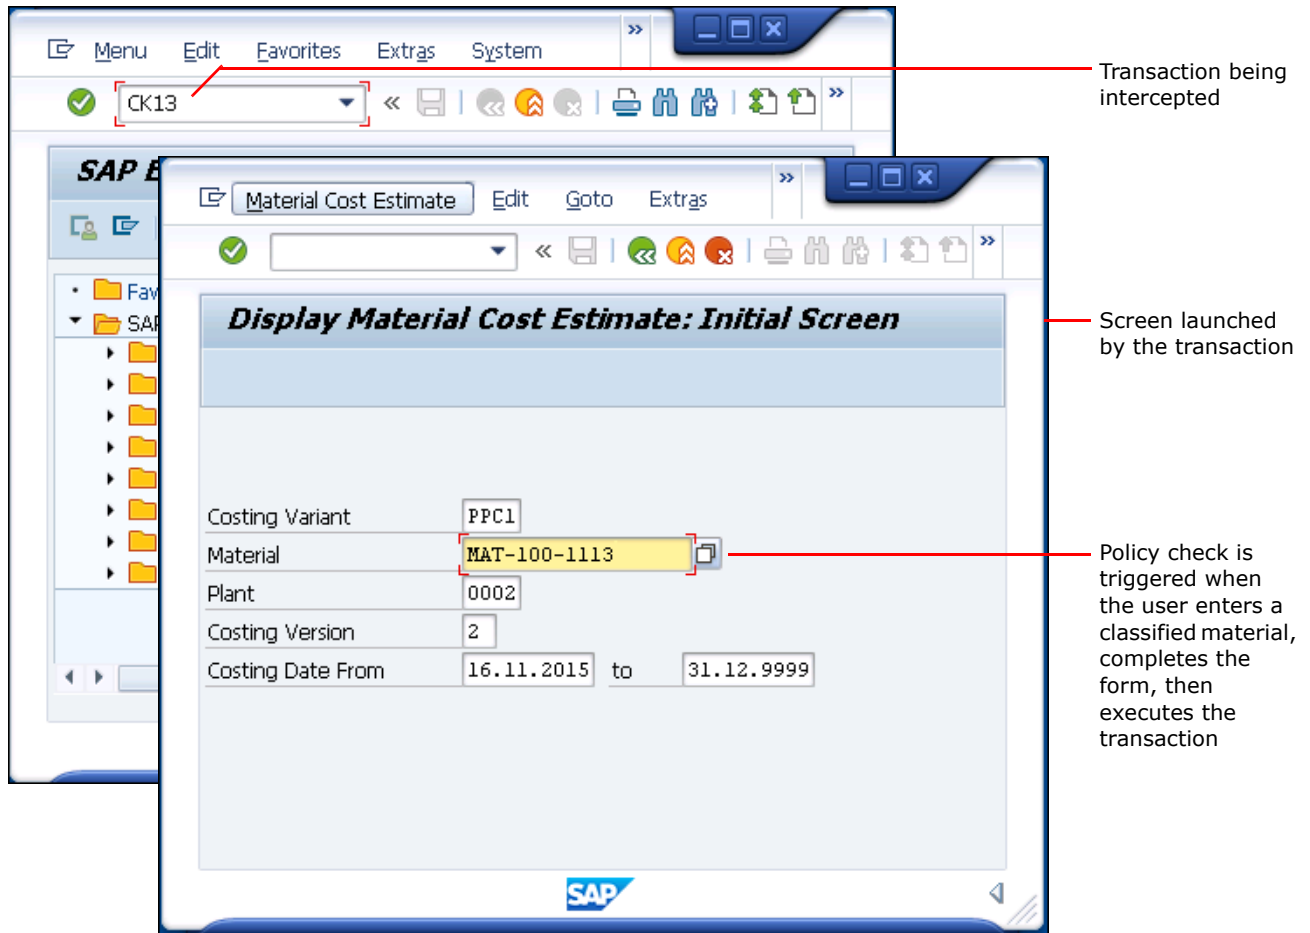 Menu Edit Favorites Extras System »
CK13 « »
Transaction being
intercepted
SAP E
Material Cost Estimate Edit Goto Extras »
« »
Fav
SAP
Display Material Cost Estimate: Initial Screen
Screen launched
by the transaction
Costing Variant PPC1
Material MAT-100-1113
Plant 0002
Costing Version 2
Costing Date From 16.11.2015 to 31.12.9999
Policy check is
triggered when
the user enters a
classified material,
completes the
form, then
executes the
transaction
SAP